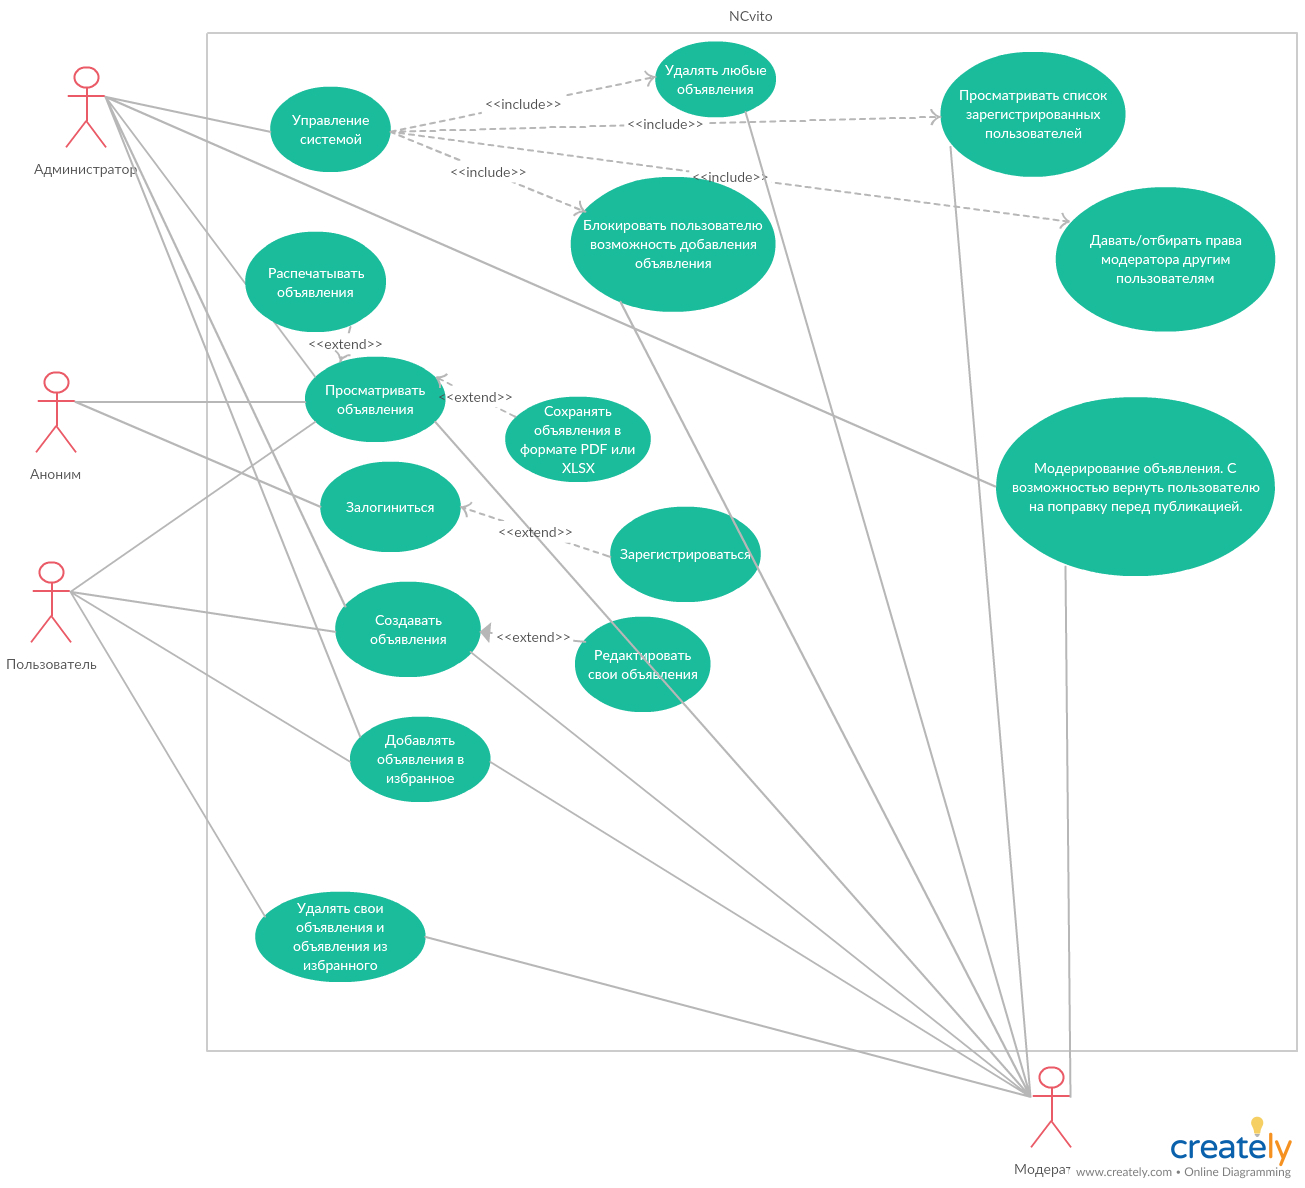 NCvito
Удалять любые
объявления
<<include>>
Просматривать список
зарегистрированных
пользователей
Управление
системой
<<include>>
Администратор
<<include>>
<<include>>
Блокировать пользователю
возможность добавления
объявления
Давать/отбирать права
модератора другим
пользователям
Распечатывать
объявления
<<extend>>
Просматривать
объявления
<<extend>>
Сохранять
объявления в
формате PDF или
XLSX
Аноним
Модерирование объявления. С
возможностью вернуть пользователю
на поправку перед публикацией.
Залогиниться
<<extend>>
Зарегистрироваться
Создавать
объявления
<<extend>>
Редактировать
свои объявления
Пользователь
Добавлять
объявления в
избранное
Удалять свои
объявления и
объявления из
избранного
creately
Модерат
www.creately.com • Online Diagramming